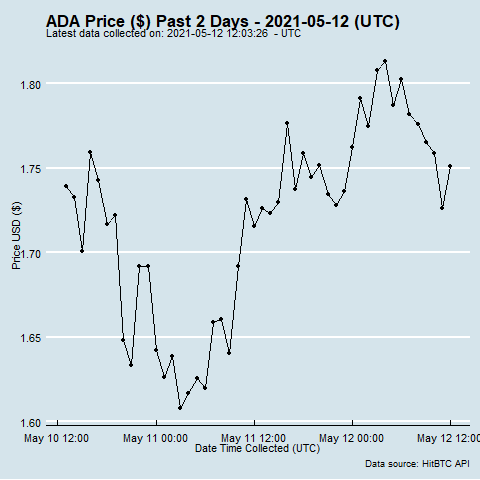 ADA Price ($) Past 2 Days - 2021-05-12 (UTC)
Latest data collected on: 2021-05-12 12:03:26 - UTC
1.80
1.75
1.70
1.65
1.60
Price USD ($)
May 10 12:00
May 11 00:00
May 11 12:00
May 12 00:00
May 12 12:00
Date Time Collected (UTC)
Data source: HitBTC API